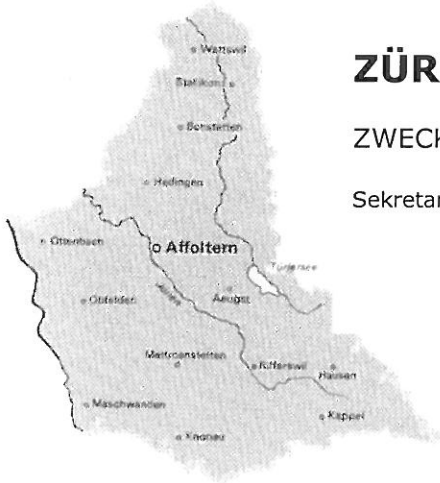 Wettswil
Stallikon
Bonstetten
Hedingen
Ottenbach
Affoltern
Türlersee
Obfelden
Aeugst
Mettmenstetten
Rifferswil
Hausen
Maschwanden
Kappel
Knonau
ZÜR
ZWECK
Sekretar